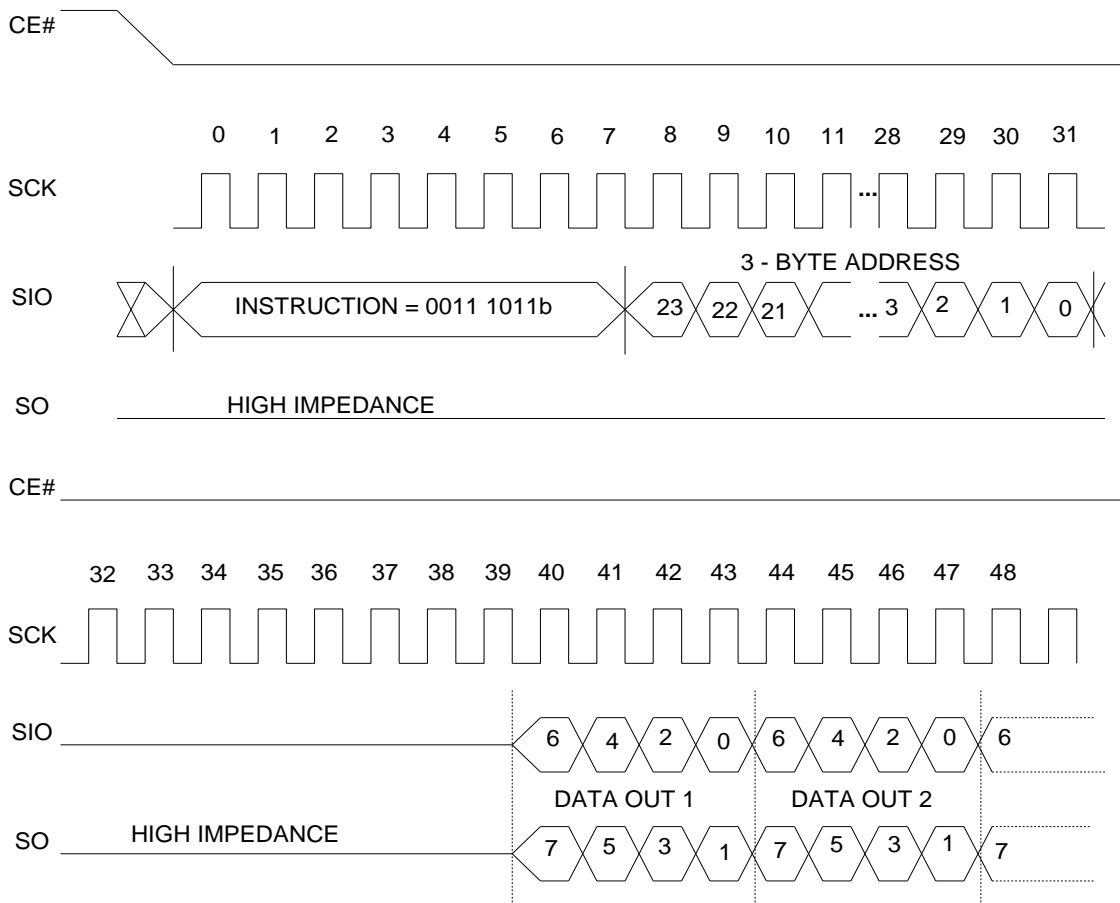 CE#
0 1 2 3 4 5 6 7 8 9 10 11 28 29 30 31
SCK ...
3 - BYTE ADDRESS
SIO INSTRUCTION = 0011 1011b 23 22 21 ... 3 2 1 0
SO HIGH IMPEDANCE
CE#
32 33 34 35 36 37 38 39 40 41 42 43 44 45 46 47 48
SCK
SIO 6 4 2 0 6 4 2 0 6
DATA OUT 1 DATA OUT 2
SO HIGH IMPEDANCE 7 5 3 1 7 5 3 1 7